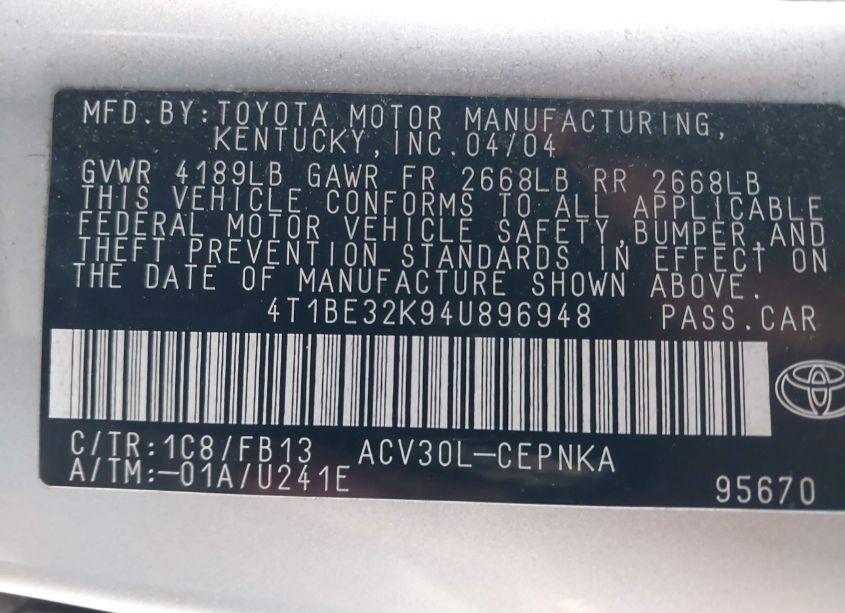 MFD.BY:TOYOTA MOTOR MANUFACTURING,
KENTUCKY,INC.04/04
GVWR 4189LB GAWR FR 2668LB RR 2668LB
THIS VEHICLE CONFORMS TO ALL APPLICABLE
FEDERAL MOTOR VEHICLE SAFETY,BUMPER,AND
THEFT PREVENTION STANDARDS IN EFFECT ON
THE DATE OF MANUFACTURE SHOWN ABOVE.
4T1BE32K94U896948 PASS.CAR
C/TR:1C8/FB13 ACV30L-CEPNKA
A/TM:-01A/U241E 95670